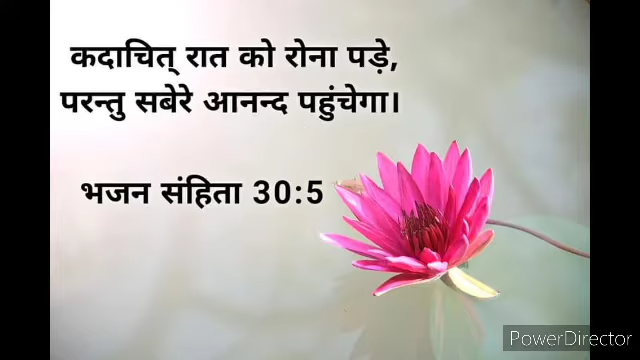 कदाचित् रात को रोना पड़े,
परन्तु सबेरे आनन्द पहुंचेगा।
भजन संहिता 30:5
PowerDirector